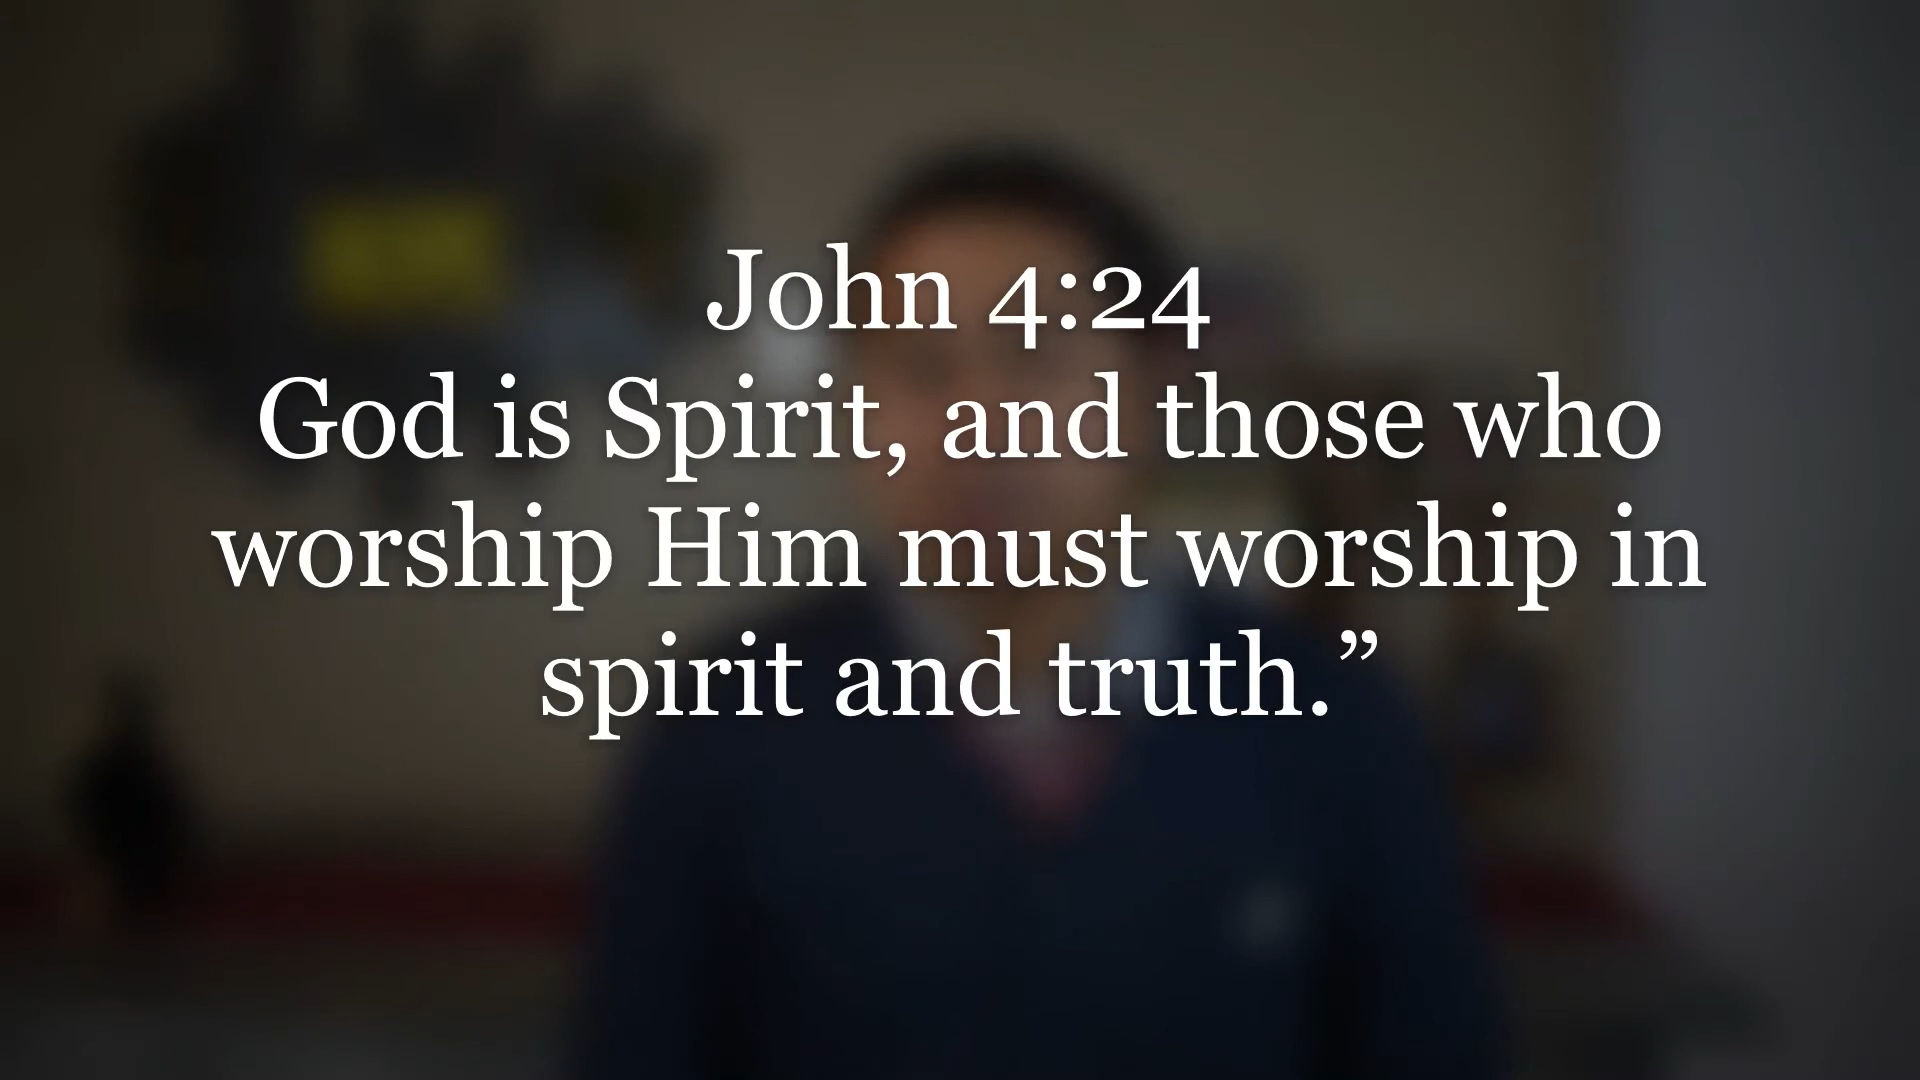 John 4:24
God is Spirit, and those who
worship Him must worship in
spirit and truth.”